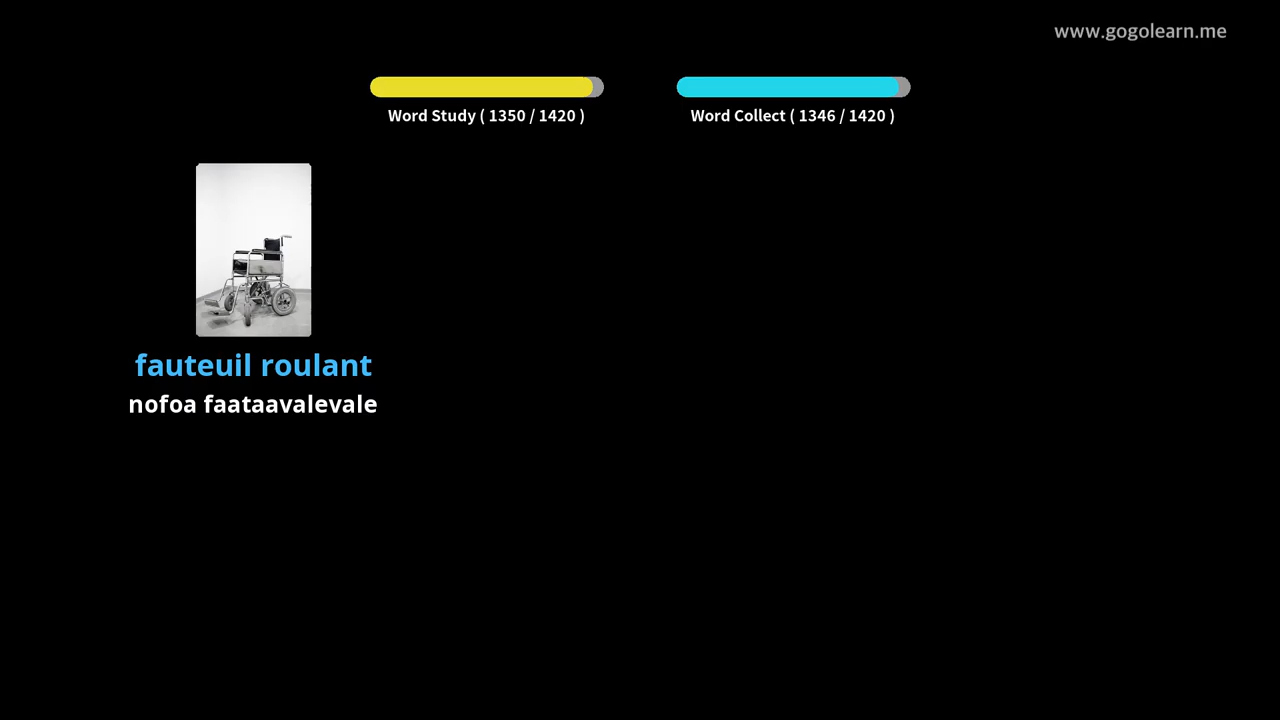 www.gogolearn.me
Word Study ( 1350 / 1420 )
Word Collect ( 1346 / 1420 )
fauteuil roulant
nofoa faataavalevale